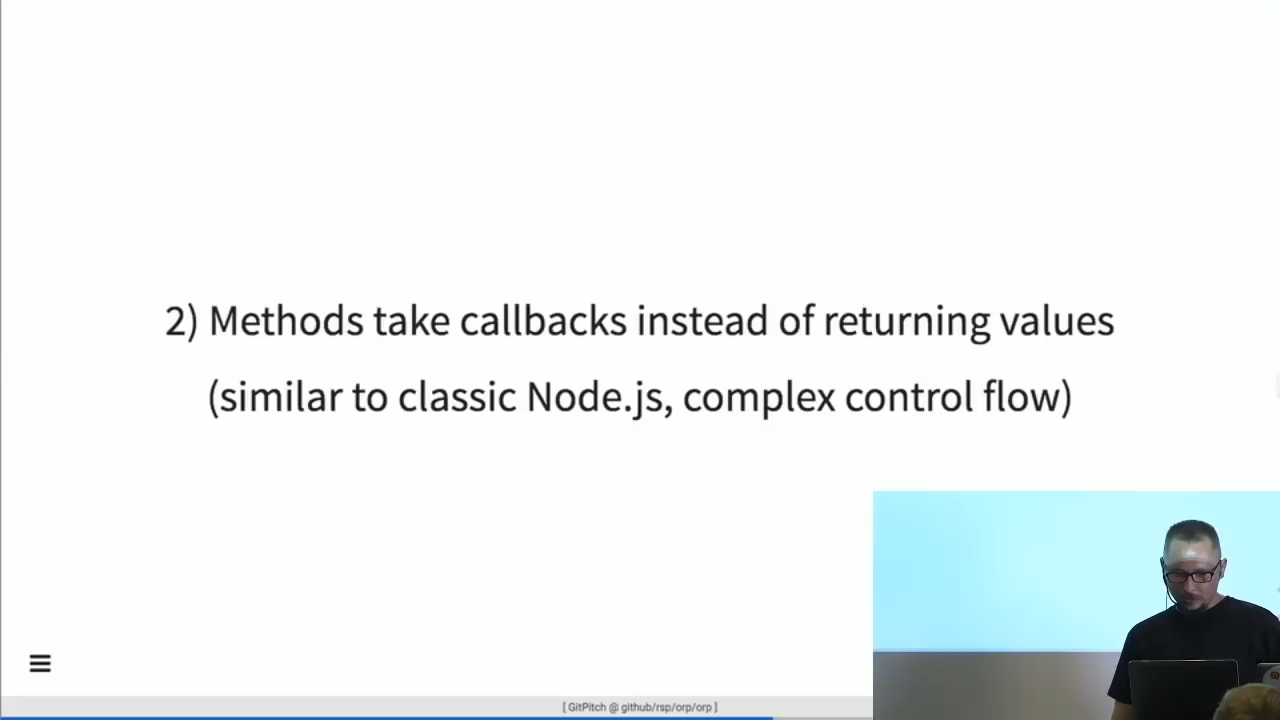 2) Methods take callbacks instead of returning values
(similar to classic Node.js, complex control flow)
[ GitPitch @ github/rsp/orp/orp ]